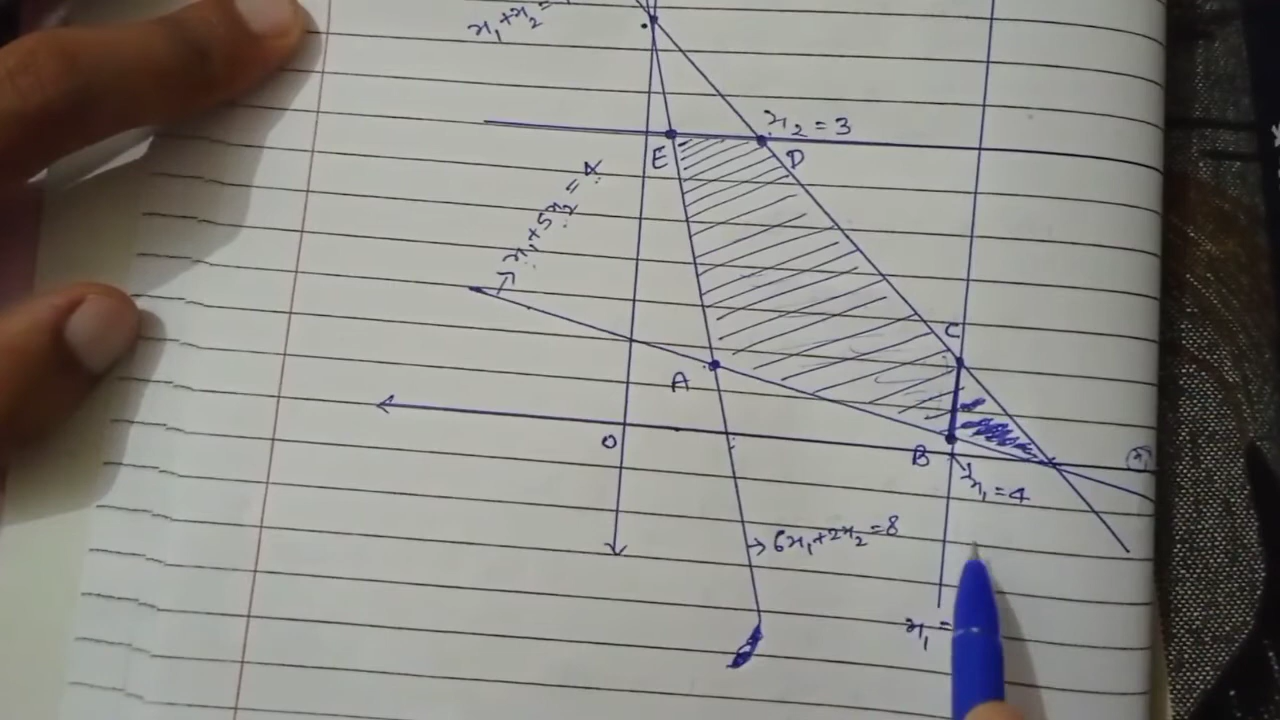 x₁+x₂=
x₂=3
E
D
x₁+5x₂=4
C
A
O
B
x₁=4
6x₁+2x₂=8
x₁=